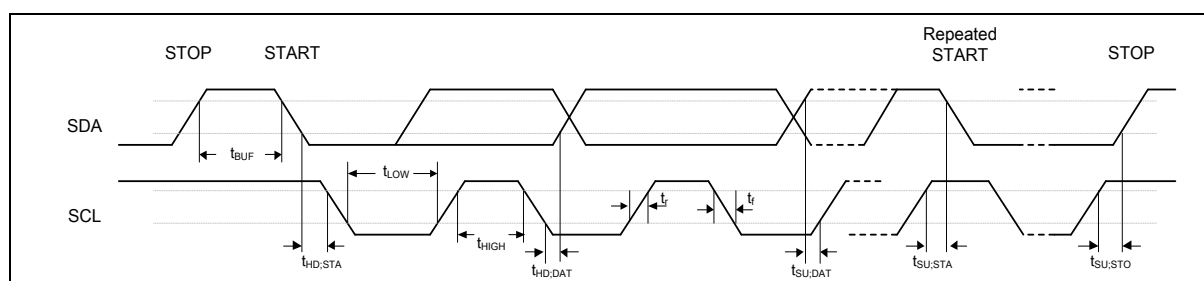 STOP
START
Repeated
START
STOP
SDA
tBUF
tLOW
SCL
tr
tf
tHD;STA
tHIGH
tHD;DAT
tSU;DAT
tSU;STA
tSU;STO